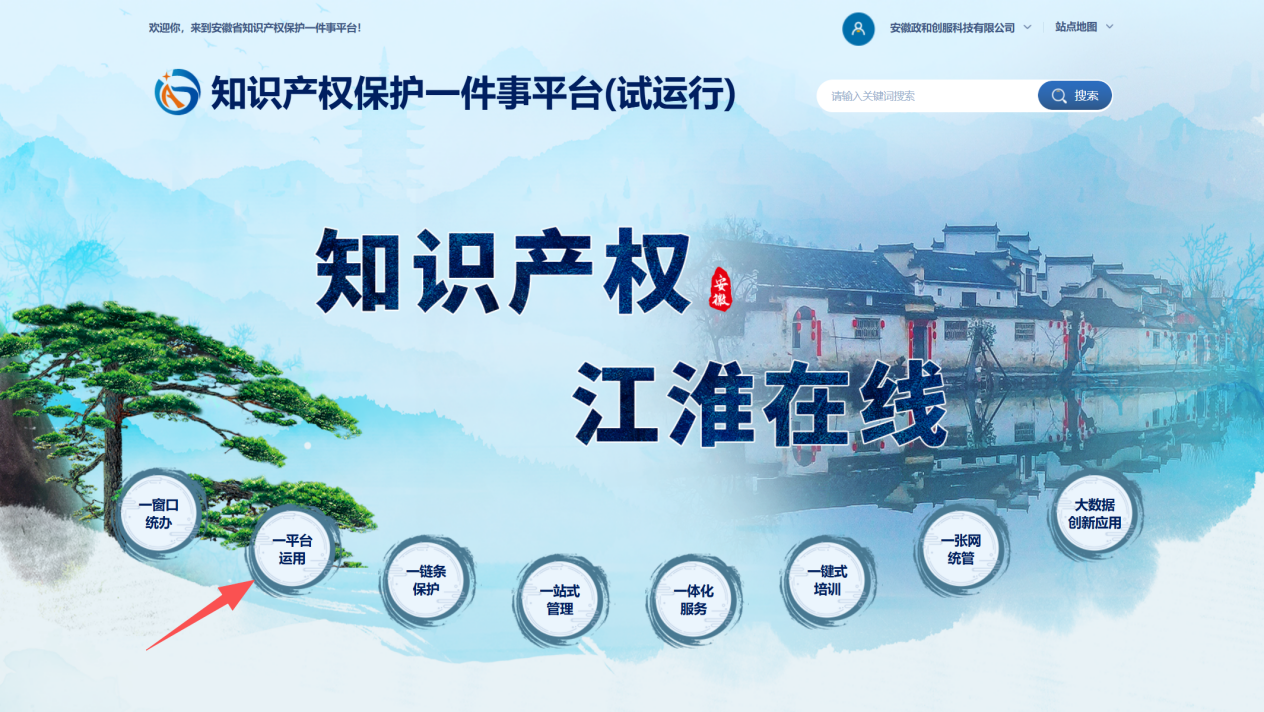 欢迎你，来到安徽省知识产权保护一件事平台！
安徽政和创服科技有限公司
站点地图
知识产权保护一件事平台(试运行)
请输入关键词搜索
搜索
知识产权
安徽
江淮在线
一窗口
统办
一平台
运用
一链条
保护
一站式
管理
一体化
服务
一键式
培训
一张网
统管
大数据
创新应用